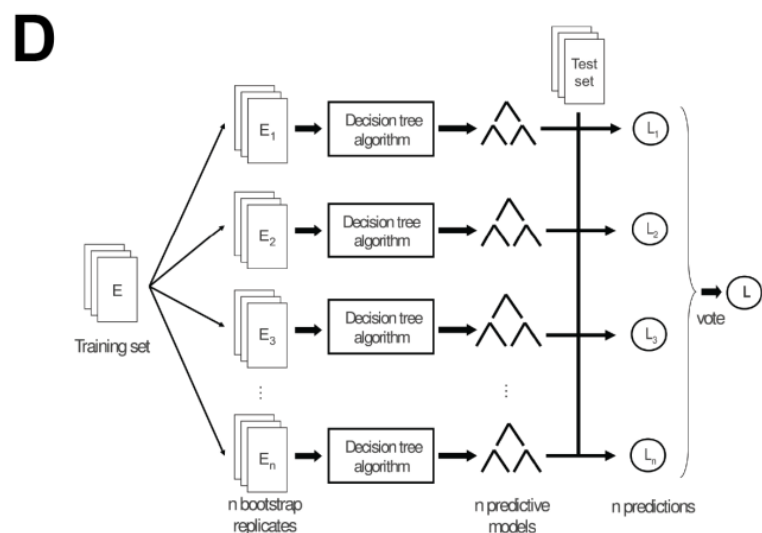 D
Test
set
E₁
Decision tree
algorithm
L₁
E₂
Decision tree
algorithm
L₂
E
Training set
E₃
Decision tree
algorithm
L₃
L
vote
...
...
Eₙ
Decision tree
algorithm
Lₙ
n bootstrap
replicates
n predictive
models
n predictions